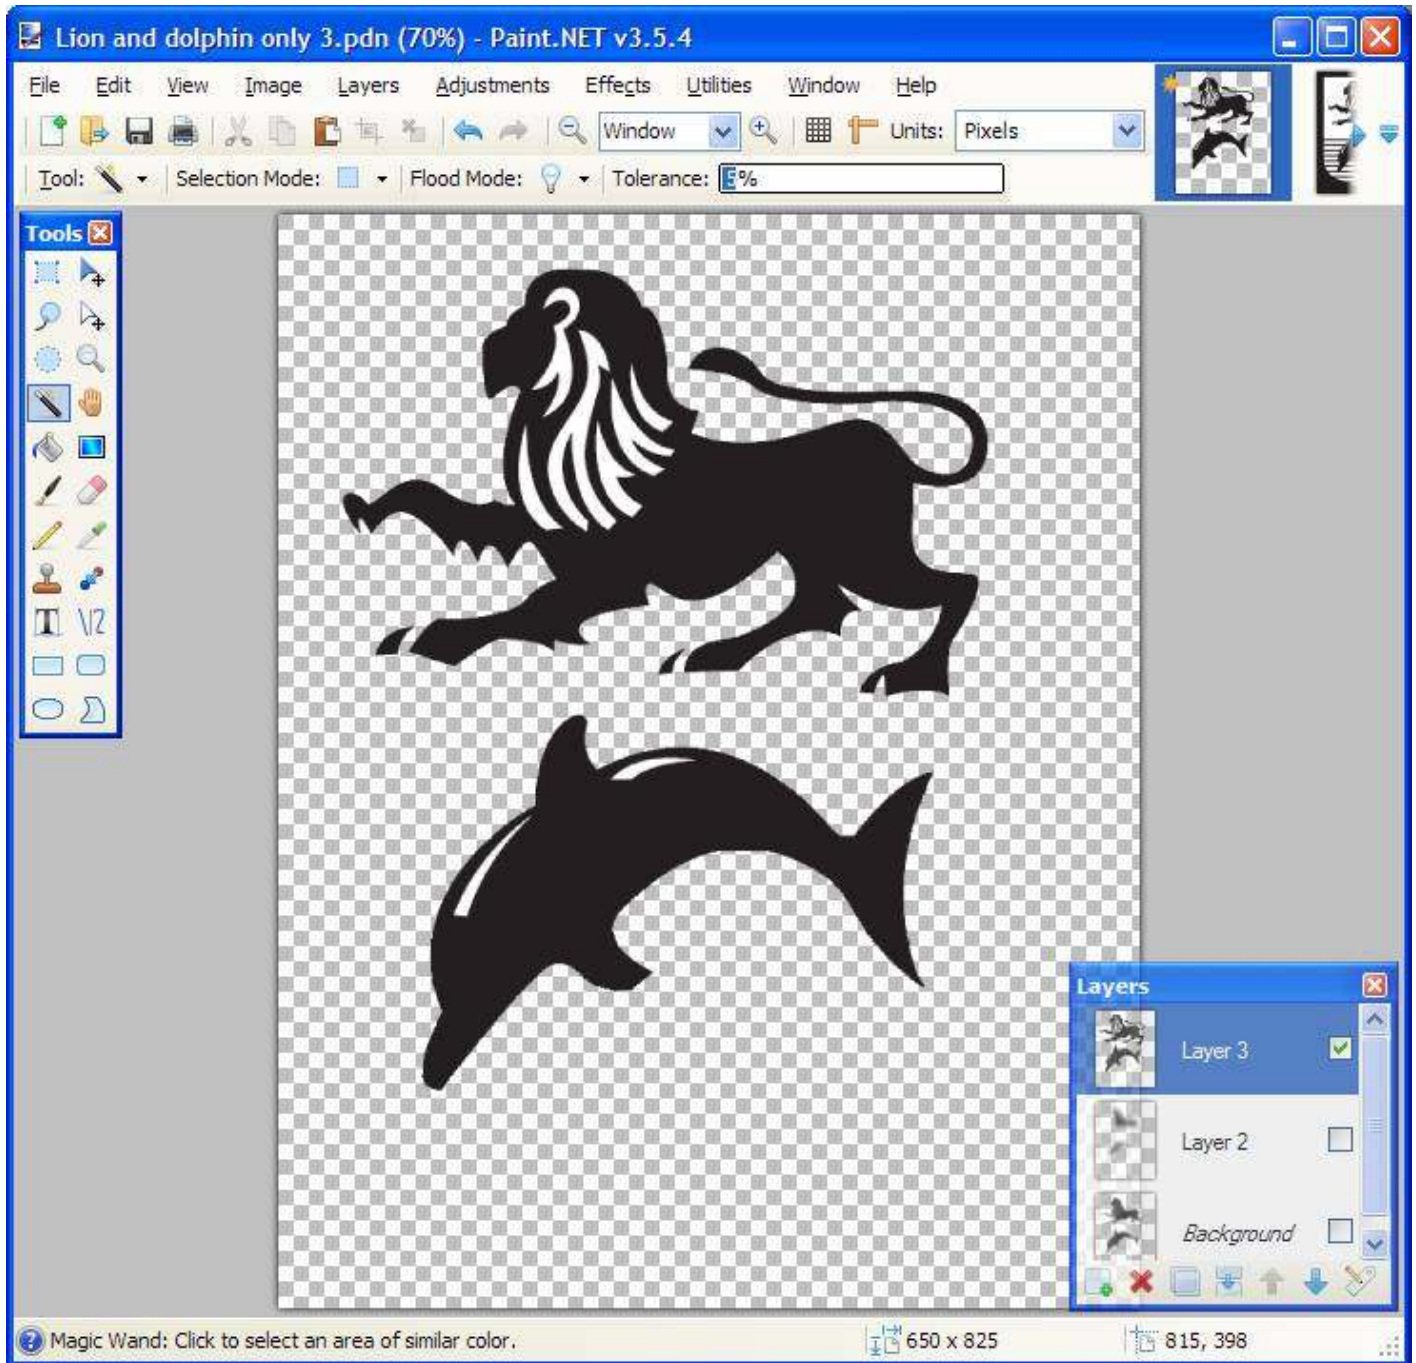 Lion and dolphin only 3.pdn (70%) - Paint.NET v3.5.4
File Edit View Image Layers Adjustments Effects Utilities Window Help
Window Units: Pixels
Tool: Selection Mode: Flood Mode: Tolerance: 5%
Tools
T \12
Layers
Layer 3
Layer 2
Background
Magic Wand: Click to select an area of similar color. 650 x 825 815, 398